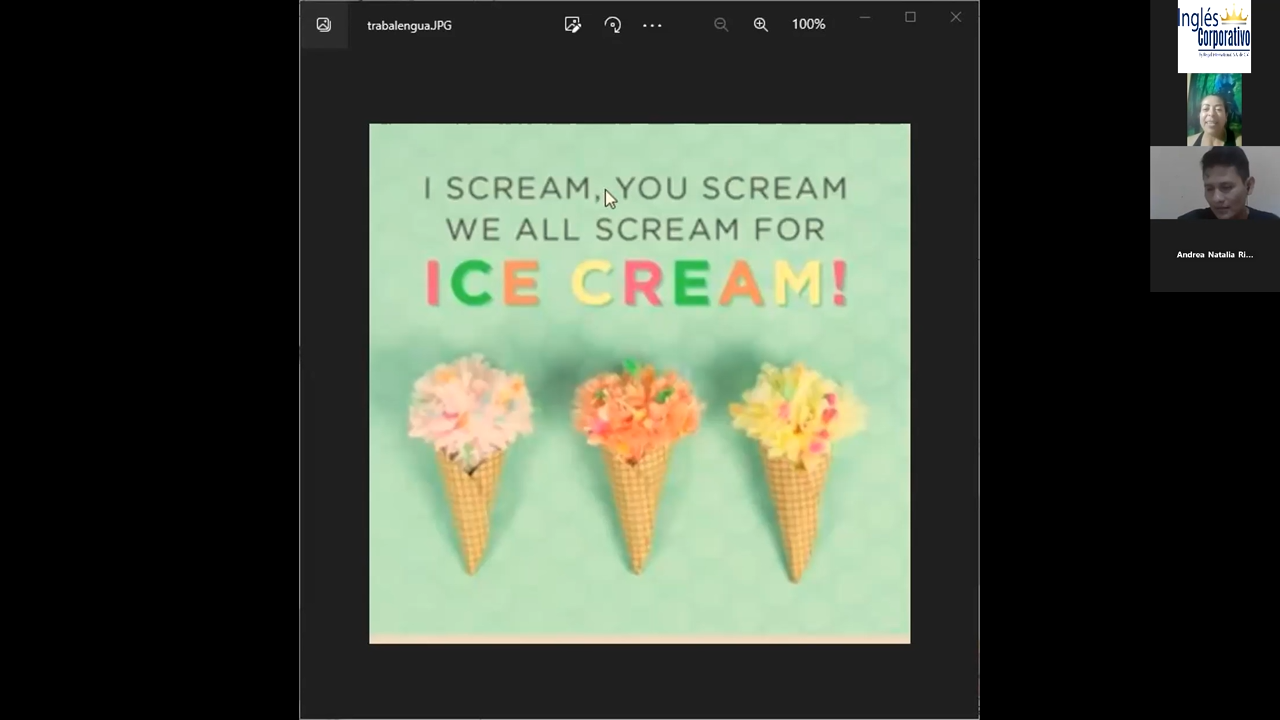 trabalengua.JPG
100%
I SCREAM, YOU SCREAM
WE ALL SCREAM FOR
ICE CREAM!
Inglés
Corporativo
Andrea Natalia Ri...